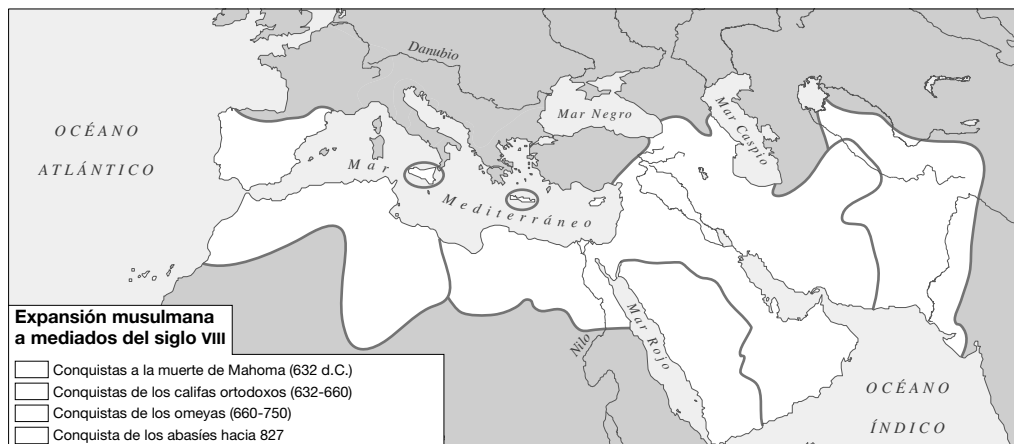 Danubio
Mar Negro
Mar Caspio
OCÉANO
ATLÁNTICO
Mar
Mediterráneo
Nilo
Mar Rojo
OCÉANO
ÍNDICO
Expansión musulmana
a mediados del siglo VIII
Conquistas a la muerte de Mahoma (632 d.C.)
Conquistas de los califas ortodoxos (632-660)
Conquistas de los omeyas (660-750)
Conquista de los abasíes hacia 827